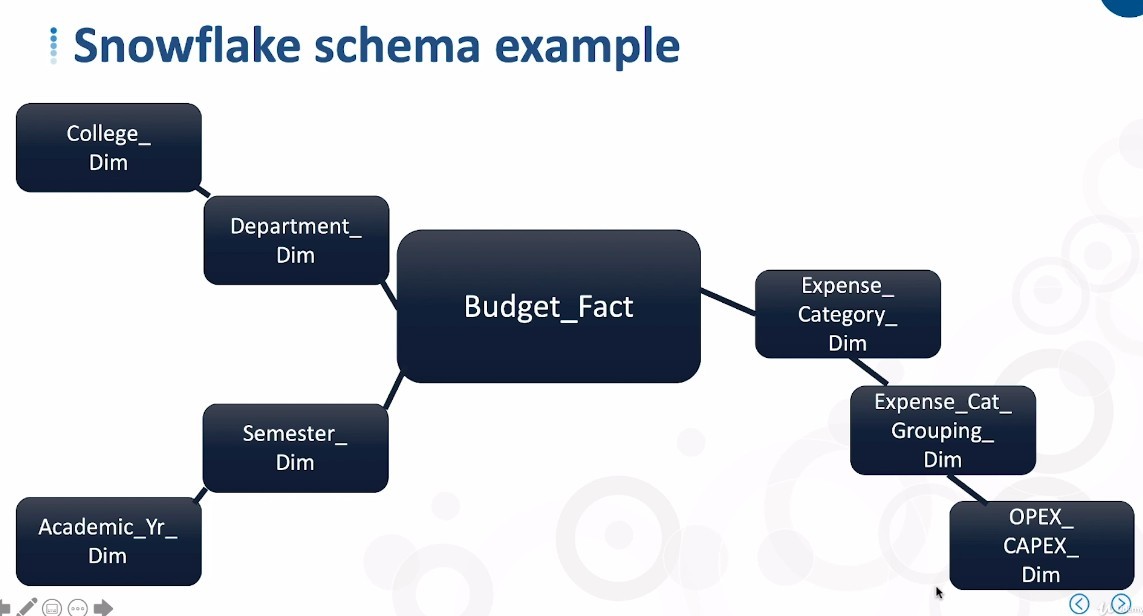 Snowflake schema example
College_
Dim
Department_
Dim
Budget_Fact
Expense_
Category_
Dim
Expense_Cat_
Grouping_
Dim
Semester_
Dim
Academic_Yr_
Dim
OPEX_
CAPEX_
Dim